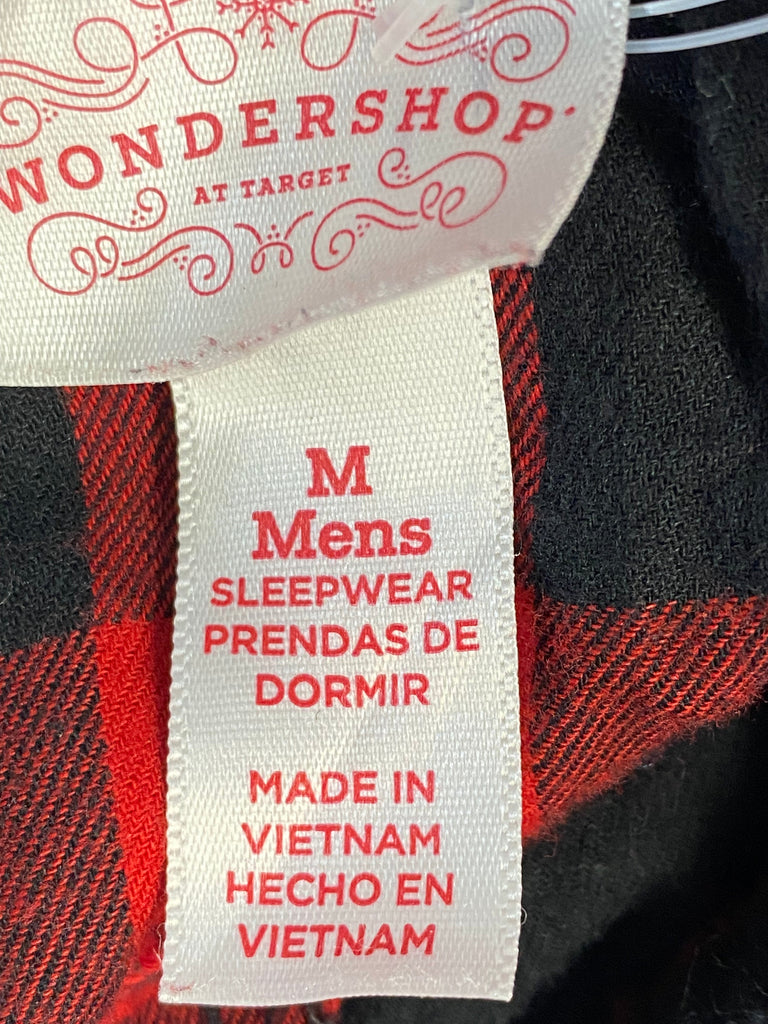 WONDERSHOP
AT TARGET
M
Mens
SLEEPWEAR
PRENDAS DE
DORMIR
MADE IN
VIETNAM
HECHO EN
VIETNAM